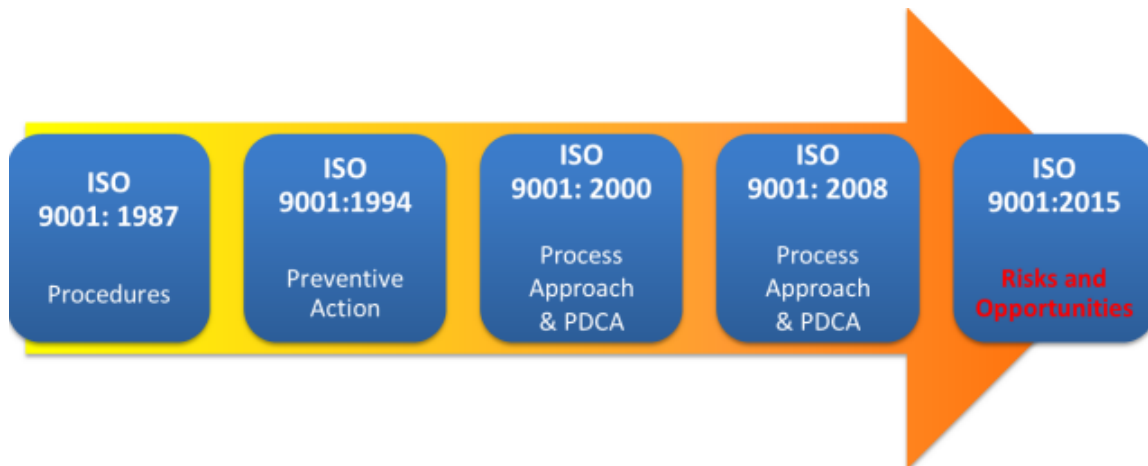 ISO
9001: 1987
Procedures
ISO
9001:1994
Preventive
Action
ISO
9001: 2000
Process
Approach
& PDCA
ISO
9001: 2008
Process
Approach
& PDCA
ISO
9001:2015
Risks and
Opportunities